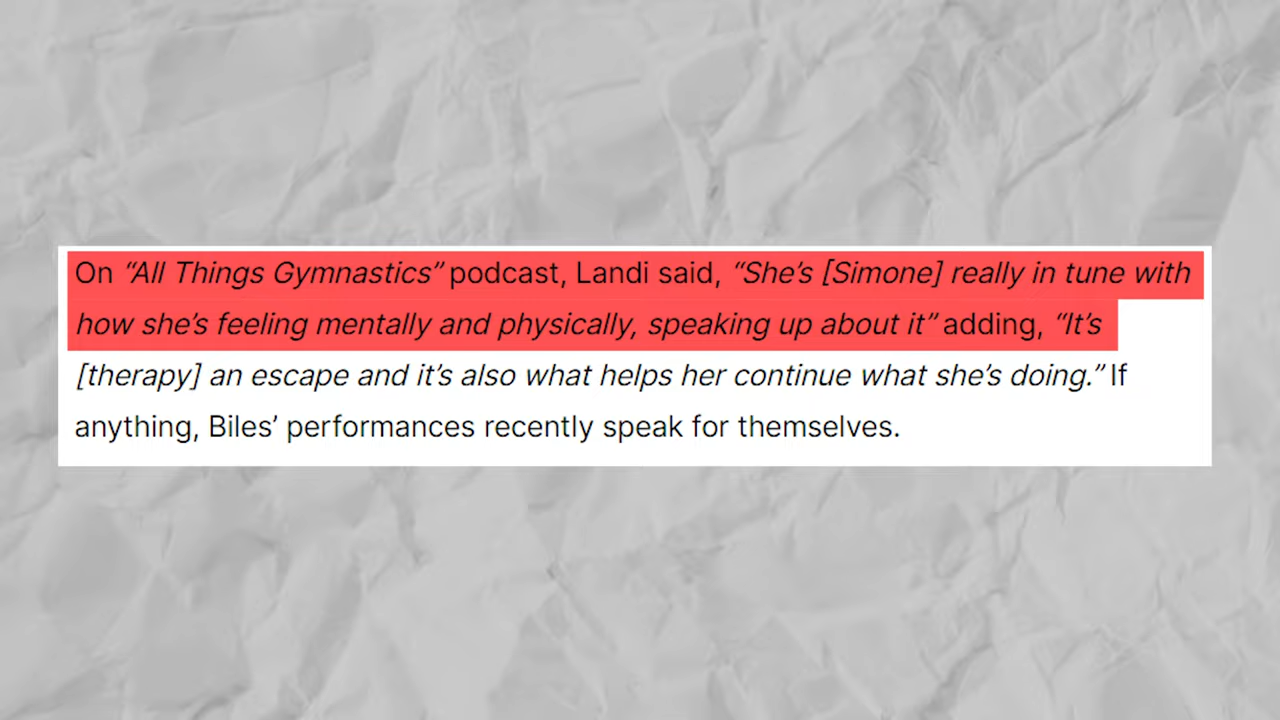 On “All Things Gymnastics” podcast, Landi said, “She’s [Simone] really in tune with
how she’s feeling mentally and physically, speaking up about it” adding, “It’s
[therapy] an escape and it’s also what helps her continue what she’s doing.” If
anything, Biles’ performances recently speak for themselves.